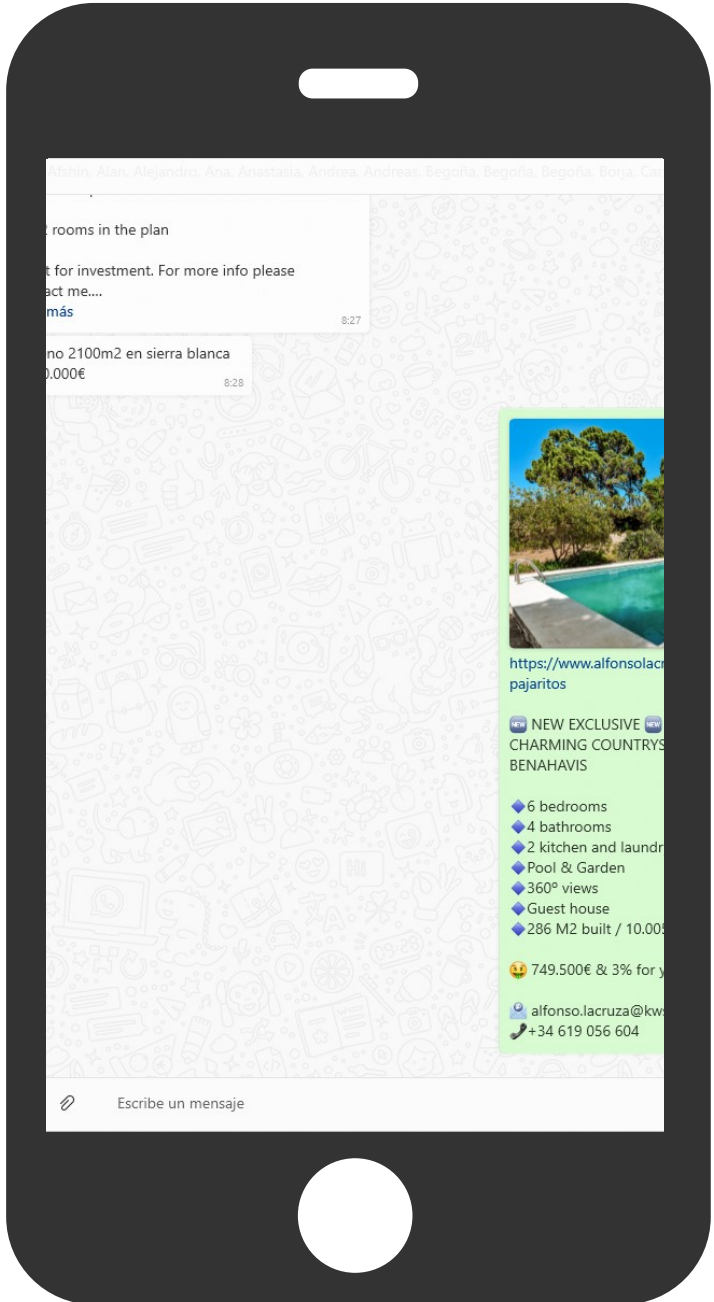 Afshin, Alan, Alejandro, Ana, Anastasia, Andrea, Andreas, Begoña, Begoña, Begoña, Borja, Car
2 rooms in the plan
t for investment. For more info please
act me....
más
8:27
no 2100m2 en sierra blanca
0.000€
8:28
https://www.alfonsolacr
pajaritos
NEW EXCLUSIVE
CHARMING COUNTRYS
BENAHAVIS
6 bedrooms
4 bathrooms
2 kitchen and laundr
Pool & Garden
360º views
Guest house
286 M2 built / 10.005
749.500€ & 3% for y
alfonso.lacruza@kws
+34 619 056 604
Escribe un mensaje